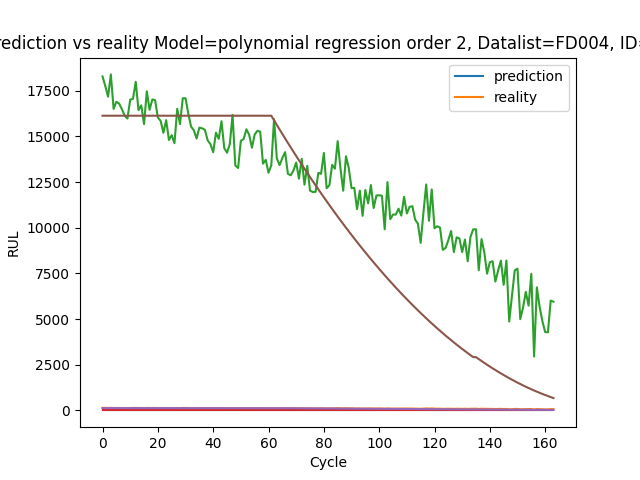 rediction vs reality Model=polynomial regression order 2, Datalist=FD004, ID=
prediction
reality
RUL
17500
15000
12500
10000
7500
5000
2500
0
0 20 40 60 80 100 120 140 160
Cycle